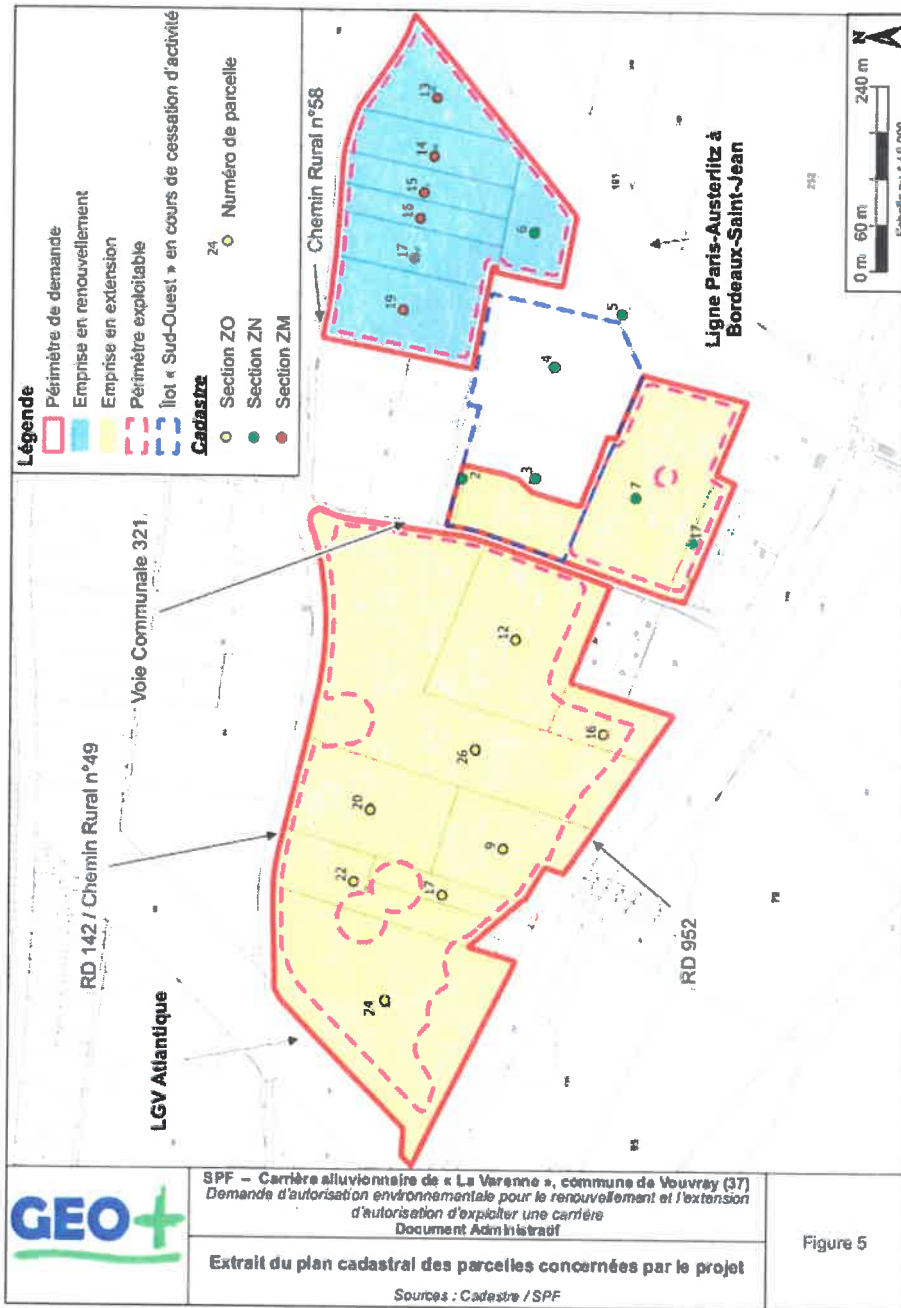 Légende
Périmètre de demande
Emprise en renouvellement
Emprise en extension
Périmètre exploitable
Îlot « Sud-Ouest » en cours de cessation d'activité
Cadastre
Section ZO
Section ZN
Section ZM
24 Numéro de parcelle
Chemin Rural n°58
Voie Communale 321
RD 142 / Chemin Rural n°49
LGV Atlantique
RD 952
Ligne Paris-Austerlitz à
Bordeaux-Saint-Jean
13
14
15
16
17
19
6
5
4
3
2
7
17
12
16
26
20
9
22
17
24
N
0 m 60 m 240 m
GEO+
SPF – Carrière alluvionnaire de « La Varenne », commune de Vouvray (37)
Demande d'autorisation environnementale pour le renouvellement et l'extension
d'autorisation d'exploiter une carrière
Document Administratif
Extrait du plan cadastral des parcelles concernées par le projet
Sources : Cadastre / SPF
Figure 5